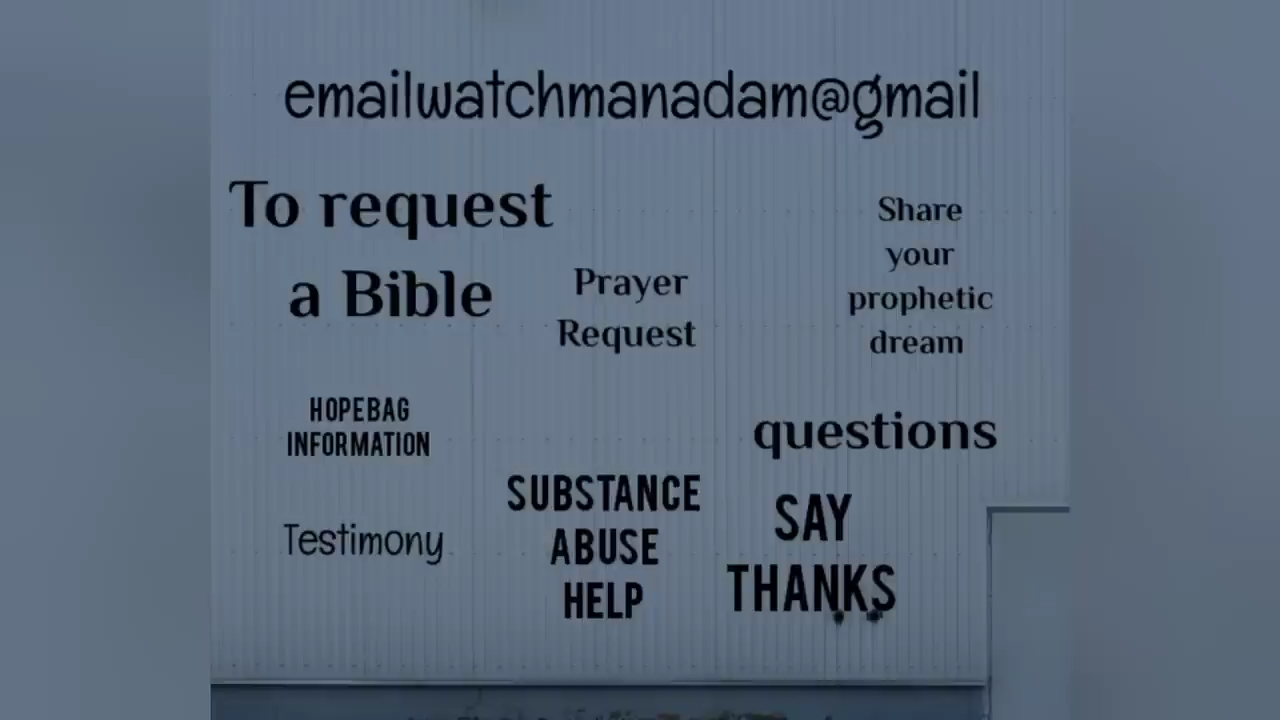 emailwatchmanadam@gmail
To request
a Bible
Prayer
Request
Share
your
prophetic
dream
HOPEBAG
INFORMATION
questions
Testimony
SUBSTANCE
ABUSE
HELP
SAY
THANKS